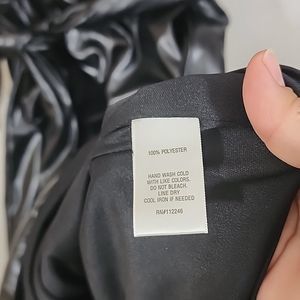 100% POLYESTER
HAND WASH COLD
WITH LIKE COLORS.
DO NOT BLEACH.
LINE DRY
COOL IRON IF NEEDED
RN#112246